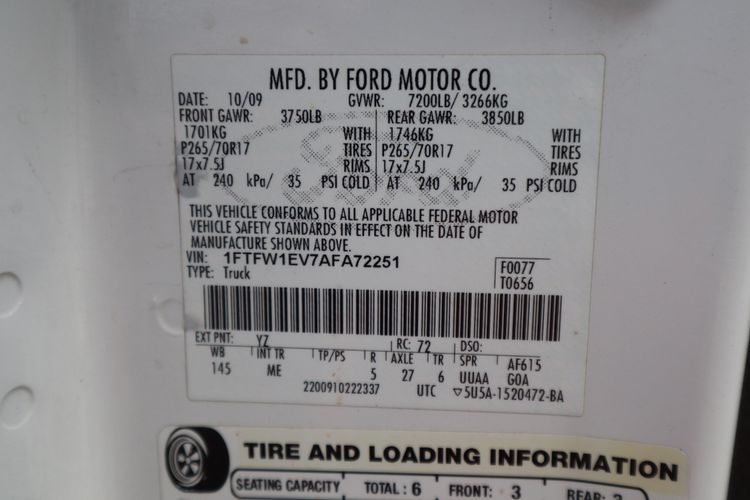 MFD. BY FORD MOTOR CO.
DATE: 10/09 GVWR: 7200LB/ 3266KG
FRONT GAWR: 3750LB REAR GAWR: 3850LB
1701KG WITH 1746KG WITH
P265/70R17 TIRES P265/70R17 TIRES
17x7.5J RIMS 17x7.5J RIMS
AT 240 kPa/ 35 PSI COLD AT 240 kPa/ 35 PSI COLD
THIS VEHICLE CONFORMS TO ALL APPLICABLE FEDERAL MOTOR
VEHICLE SAFETY STANDARDS IN EFFECT ON THE DATE OF
MANUFACTURE SHOWN ABOVE.
VIN: 1FTFW1EV7AFA72251 F0077
TYPE: Truck T0656
EXT PNT: YZ RC: 72 DSO:
WB INT TR TP/PS R AXLE TR SPR AF615
145 ME 5 27 6 UUAA GOA
2200910222337 UTC ▽5U5A-1520472-BA
TIRE AND LOADING INFORMATION
SEATING CAPACITY TOTAL: 6 FRONT: 3 REAR: 3